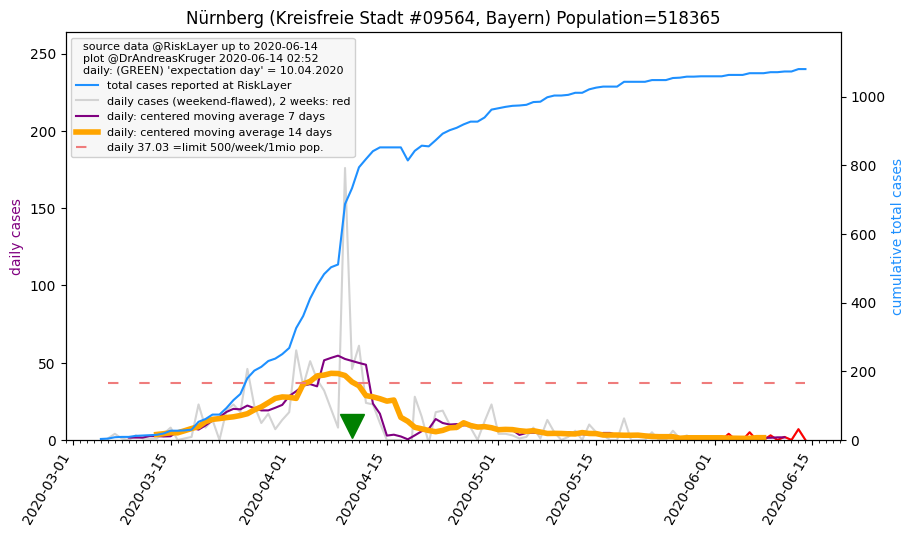 Nürnberg (Kreisfreie Stadt #09564, Bayern) Population=518365
source data @RiskLayer up to 2020-06-14
plot @DrAndreasKruger 2020-06-14 02:52
daily: (GREEN) 'expectation day' = 10.04.2020
total cases reported at RiskLayer
daily cases (weekend-flawed), 2 weeks: red
daily: centered moving average 7 days
daily: centered moving average 14 days
daily 37.03 =limit 500/week/1mio pop.
daily cases
250
200
150
100
50
0
cumulative total cases
1000
800
600
400
200
0
2020-03-01
2020-03-15
2020-04-01
2020-04-15
2020-05-01
2020-05-15
2020-06-01
2020-06-15